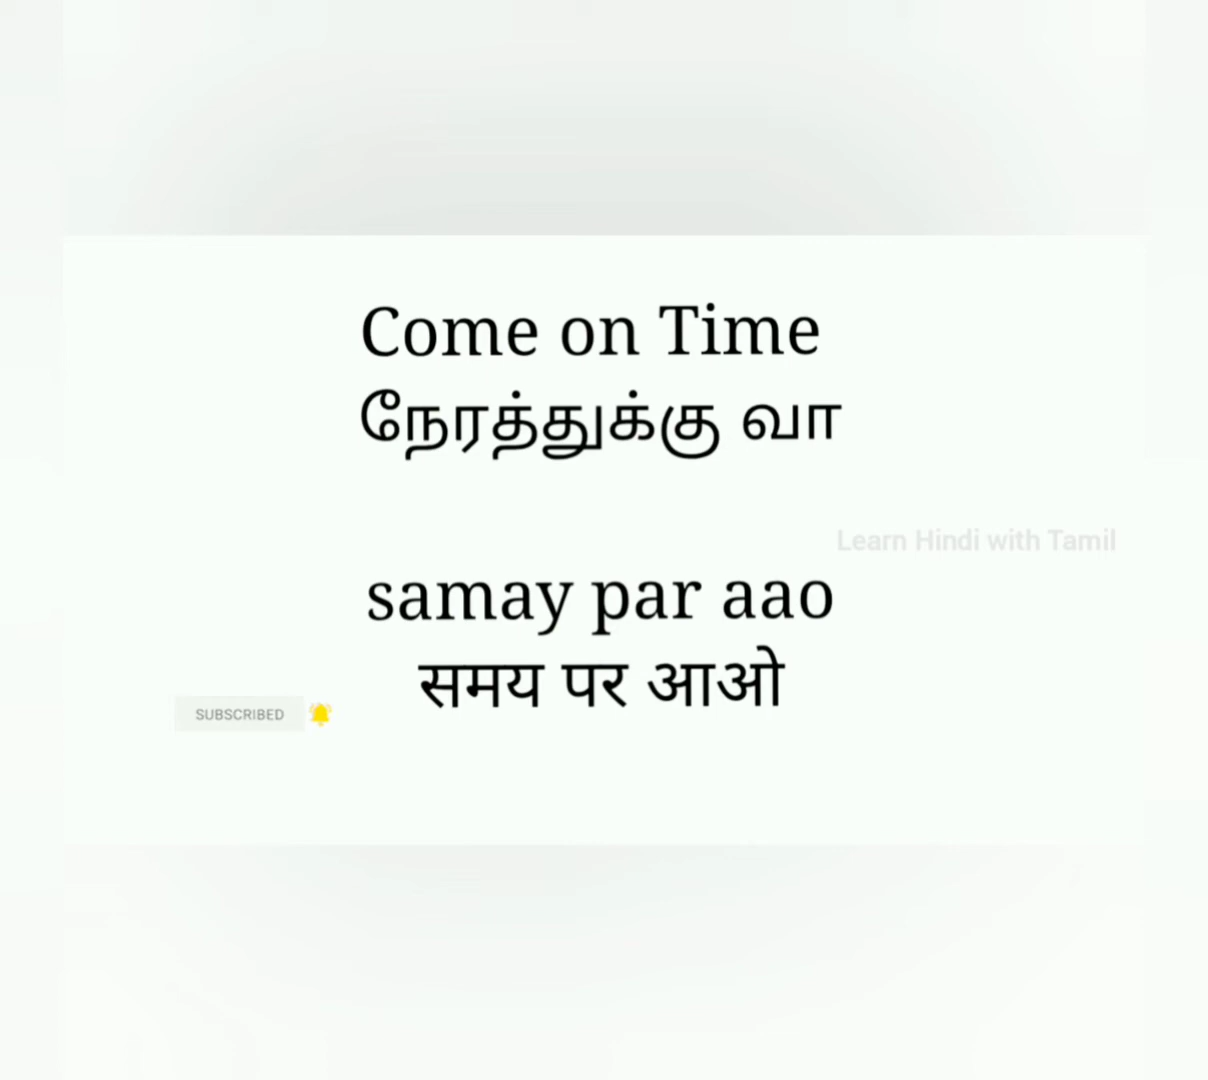 Come on Time
நேரத்துக்கு வா
Learn Hindi with Tamil
samay par aao
समय पर आओ
SUBSCRIBED